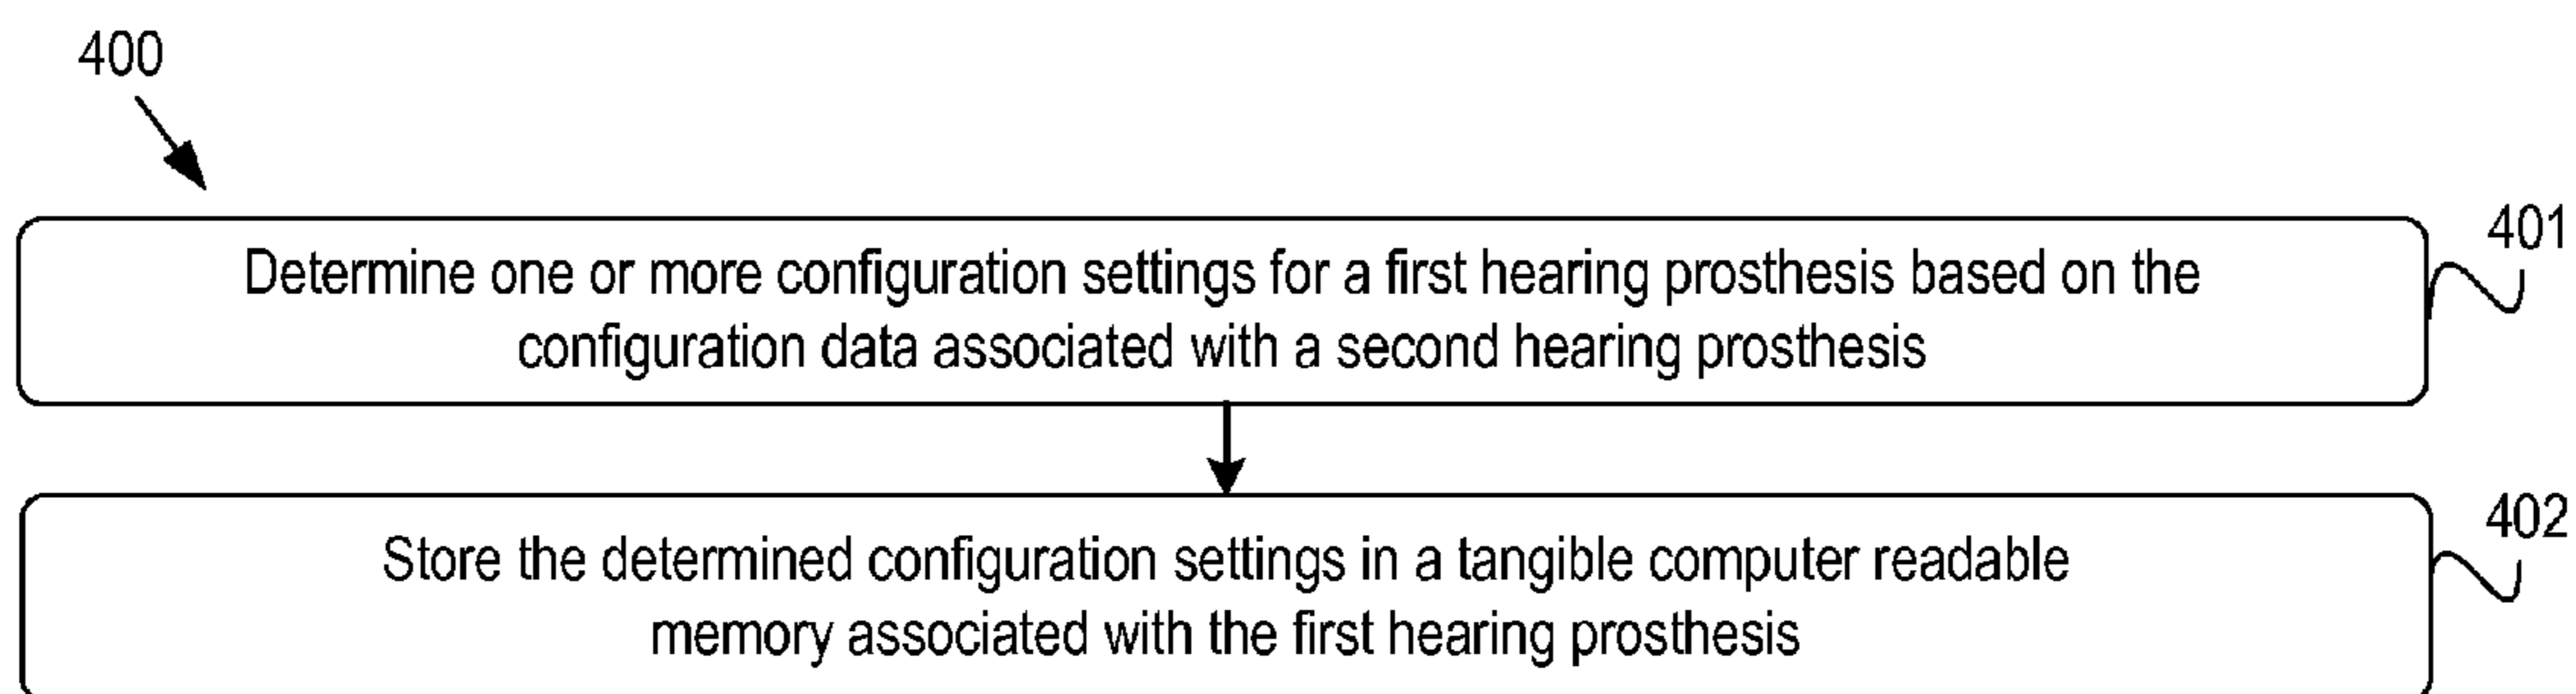 400
401
Determine one or more configuration settings for a first hearing prosthesis based on the
configuration data associated with a second hearing prosthesis
402
Store the determined configuration settings in a tangible computer readable
memory associated with the first hearing prosthesis